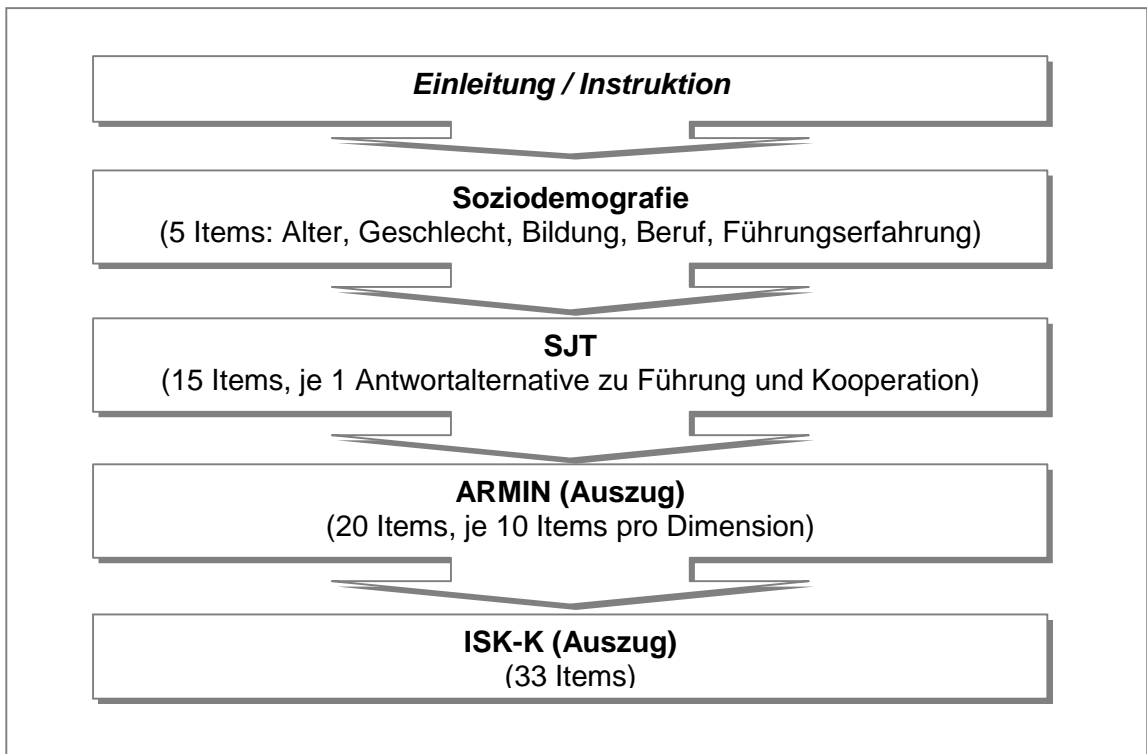 Einleitung / Instruktion
Soziodemografie
(5 Items: Alter, Geschlecht, Bildung, Beruf, Führungserfahrung)
SJT
(15 Items, je 1 Antwortalternative zu Führung und Kooperation)
ARMIN (Auszug)
(20 Items, je 10 Items pro Dimension)
ISK-K (Auszug)
(33 Items)